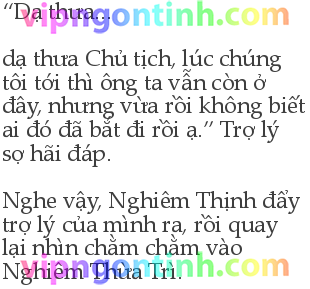 “Dạ thưa...
vipngontinh.com
dạ thưa Chủ tịch, lúc chúng
tôi tới thì ông ta vẫn còn ở
đây, nhưng vừa rồi không biết
ai đó đã bắt đi rồi ạ.” Trợ lý
sợ hãi đáp.
Nghe vậy, Nghiêm Thịnh đẩy
trợ lý của mình ra, rồi quay
lại nhìn chằm chằm vào
Nghiêm Thừa Trì.
vipngontinh.com